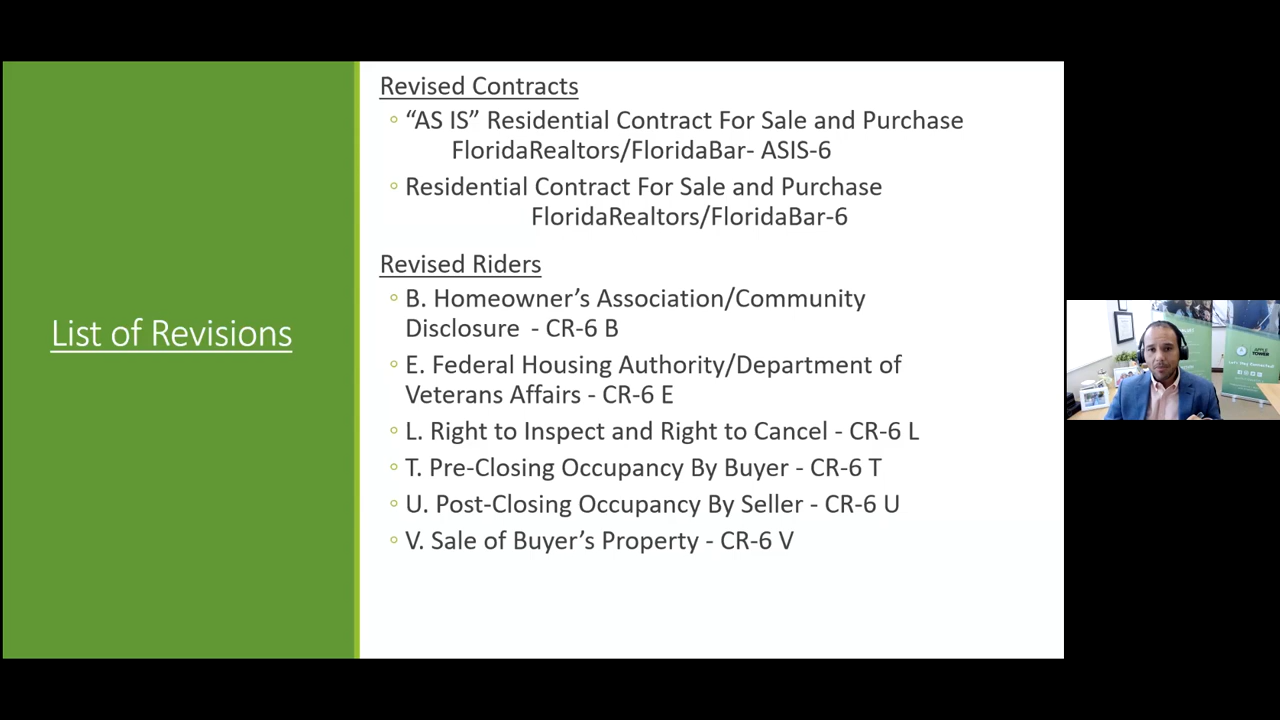 List of Revisions
Revised Contracts
“AS IS” Residential Contract For Sale and Purchase
FloridaRealtors/FloridaBar- ASIS-6
Residential Contract For Sale and Purchase
FloridaRealtors/FloridaBar-6
Revised Riders
B. Homeowner’s Association/Community
Disclosure - CR-6 B
E. Federal Housing Authority/Department of
Veterans Affairs - CR-6 E
L. Right to Inspect and Right to Cancel - CR-6 L
T. Pre-Closing Occupancy By Buyer - CR-6 T
U. Post-Closing Occupancy By Seller - CR-6 U
V. Sale of Buyer’s Property - CR-6 V
APPLE
TOWER